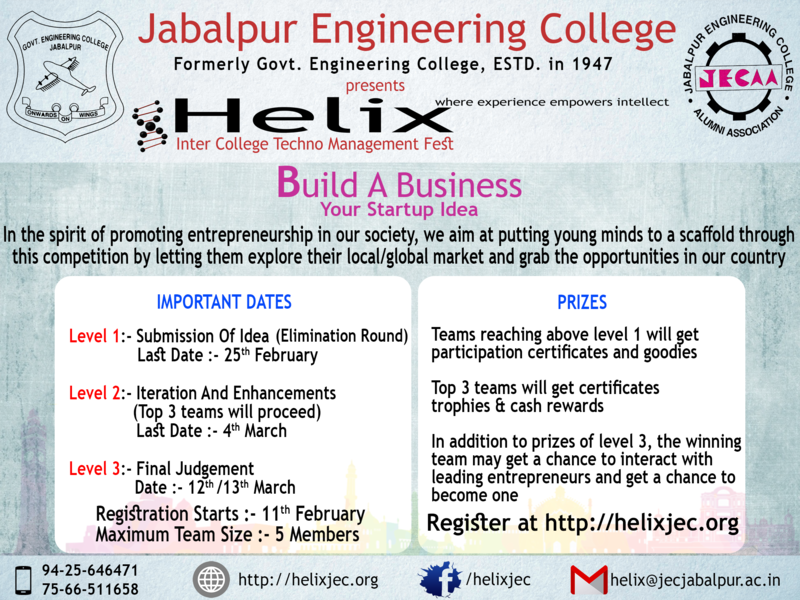 GOVT. ENGINEERING COLLEGE
JABALPUR
ONWARDS ON WINGS
Jabalpur Engineering College
Formerly Govt. Engineering College, ESTD. in 1947
presents
Helix
where experience empowers intellect
Inter College Techno Management Fest
JABALPUR ENGINEERING COLLEGE
JECAA
ALUMNI ASSOCIATION
Build A Business
Your Startup Idea
In the spirit of promoting entrepreneurship in our society, we aim at putting young minds to a scaffold through
this competition by letting them explore their local/global market and grab the opportunities in our country
IMPORTANT DATES
Level 1:- Submission Of Idea (Elimination Round)
Last Date :- 25th February
Level 2:- Iteration And Enhancements
(Top 3 teams will proceed)
Last Date :- 4th March
Level 3:- Final Judgement
Date :- 12th/13th March
Registration Starts :- 11th February
Maximum Team Size :- 5 Members
PRIZES
Teams reaching above level 1 will get
participation certificates and goodies
Top 3 teams will get certificates
trophies & cash rewards
In addition to prizes of level 3, the winning
team may get a chance to interact with
leading entrepreneurs and get a chance to
become one
Register at http://helixjec.org
94-25-646471
75-66-511658
http://helixjec.org
/helixjec
helix@jecjabalpur.ac.in